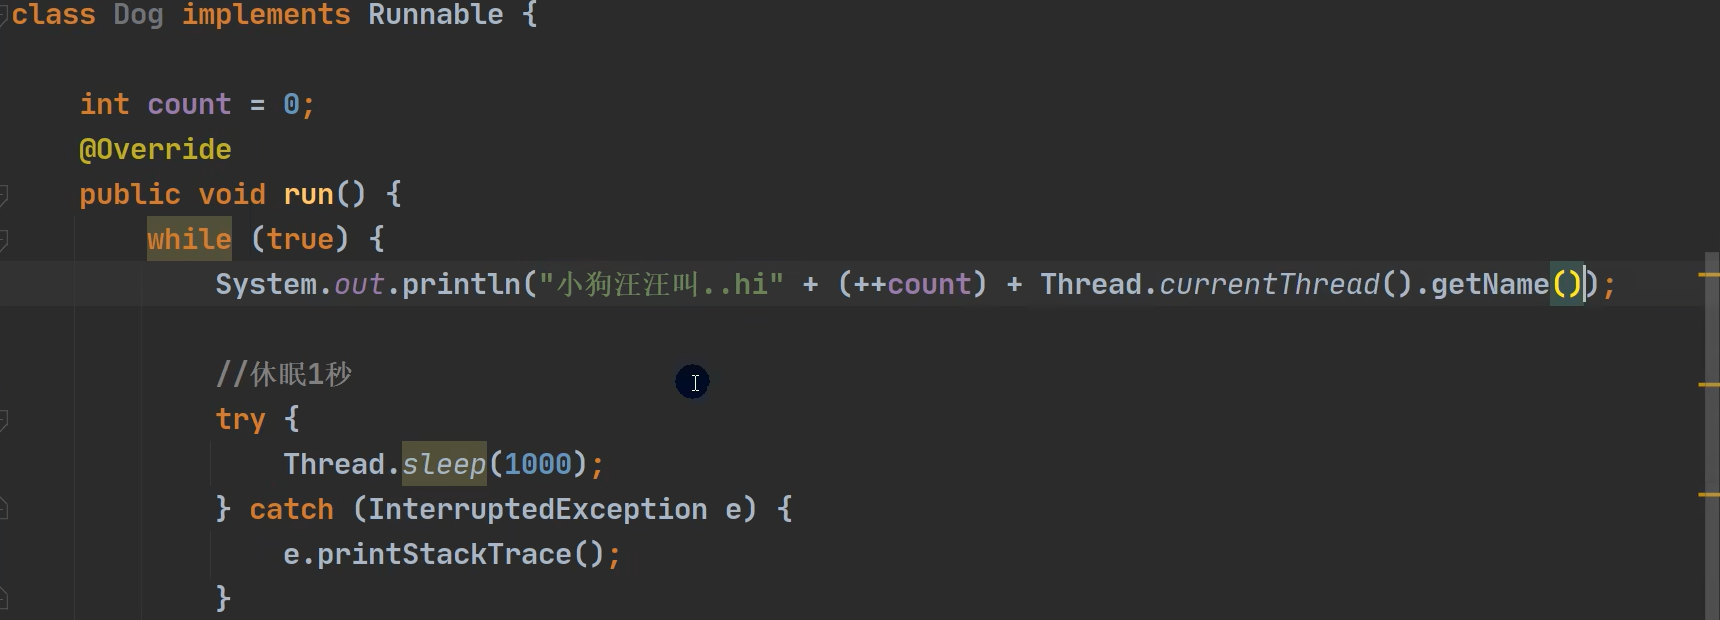 class Dog implements Runnable {
int count = 0;
@Override
public void run() {
while (true) {
System.out.println("小狗汪汪叫..hi" + (++count) + Thread.currentThread().getName());
//休眠1秒
try {
Thread.sleep(1000);
} catch (InterruptedException e) {
e.printStackTrace();
}